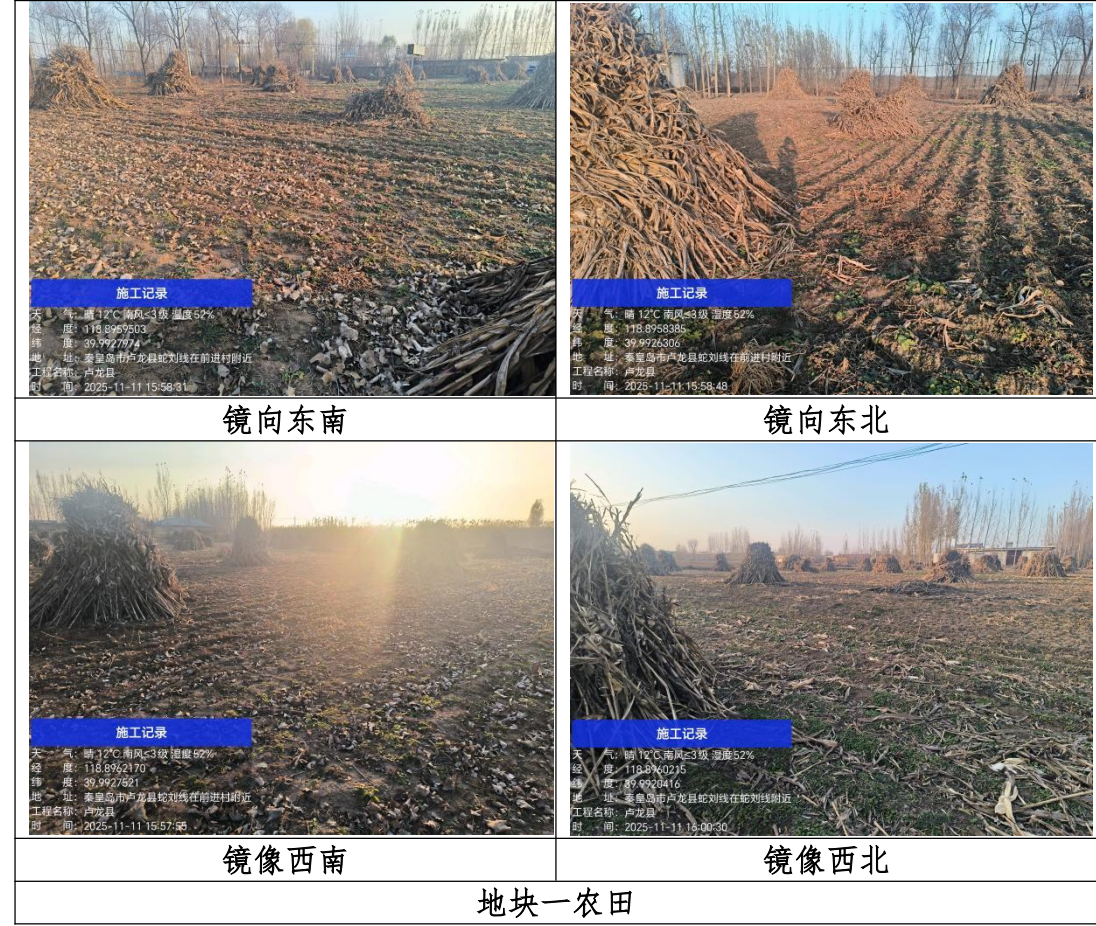 施工记录
天 气：晴 12℃ 南风≤3级 湿度52%
经 度：118.8959503
纬 度：39.9927974
地 址：秦皇岛市卢龙县蛇刘线在前进村附近
工程名称：卢龙县
时 间：2025-11-11 15:58:31
施工记录
天 气：晴 12℃ 南风≤3级 湿度52%
经 度：118.8958385
纬 度：39.9926306
地 址：秦皇岛市卢龙县蛇刘线在前进村附近
工程名称：卢龙县
时 间：2025-11-11 15:58:48
镜向东南
镜向东北
施工记录
天 气：晴 12℃ 南风≤3级 湿度52%
经 度：118.8962170
纬 度：39.9927521
地 址：秦皇岛市卢龙县蛇刘线在前进村附近
工程名称：卢龙县
时 间：2025-11-11 15:57:55
施工记录
天 气：晴 12℃ 南风≤3级 湿度52%
经 度：118.8960215
纬 度：39.9920416
地 址：秦皇岛市卢龙县蛇刘线在蛇刘线附近
工程名称：卢龙县
时 间：2025-11-11 16:00:30
镜像西南
镜像西北
地块一农田